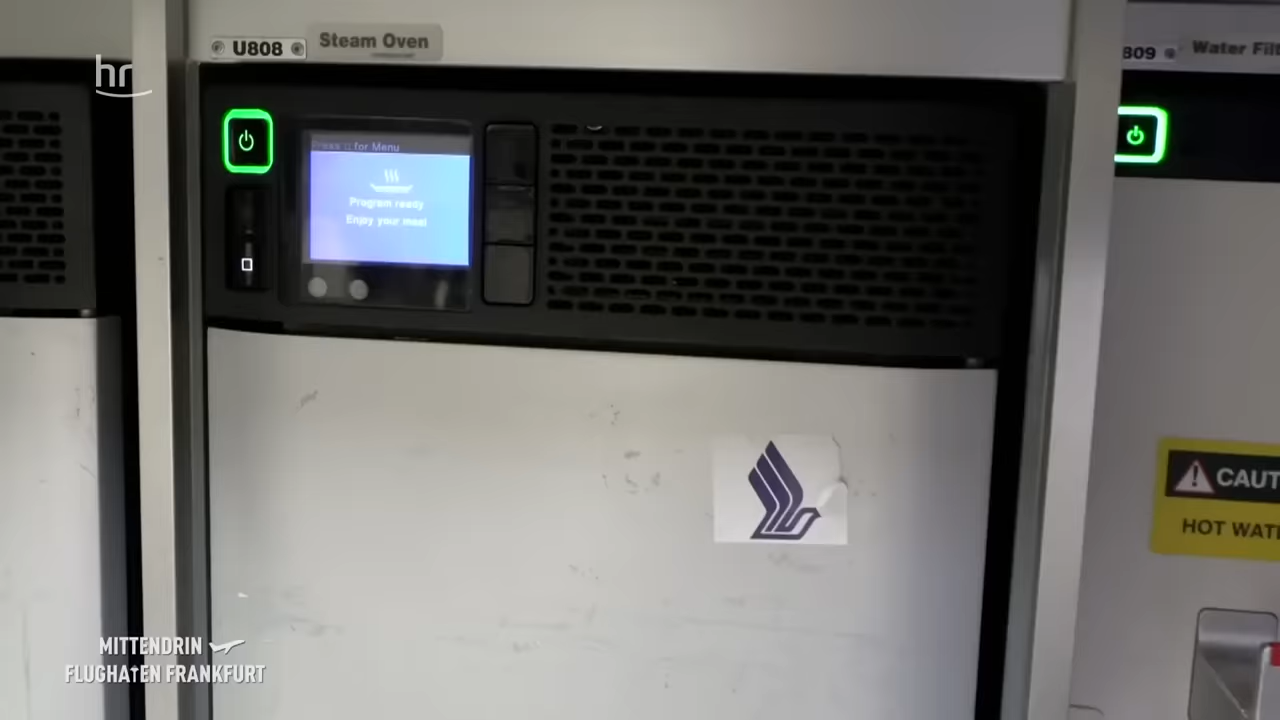 hr
U808
Steam Oven
809
Water Filt
Press □ for Menu
Program ready
Enjoy your meal
CAUT
HOT WAT
MITTENDRIN
FLUGHAFEN FRANKFURT